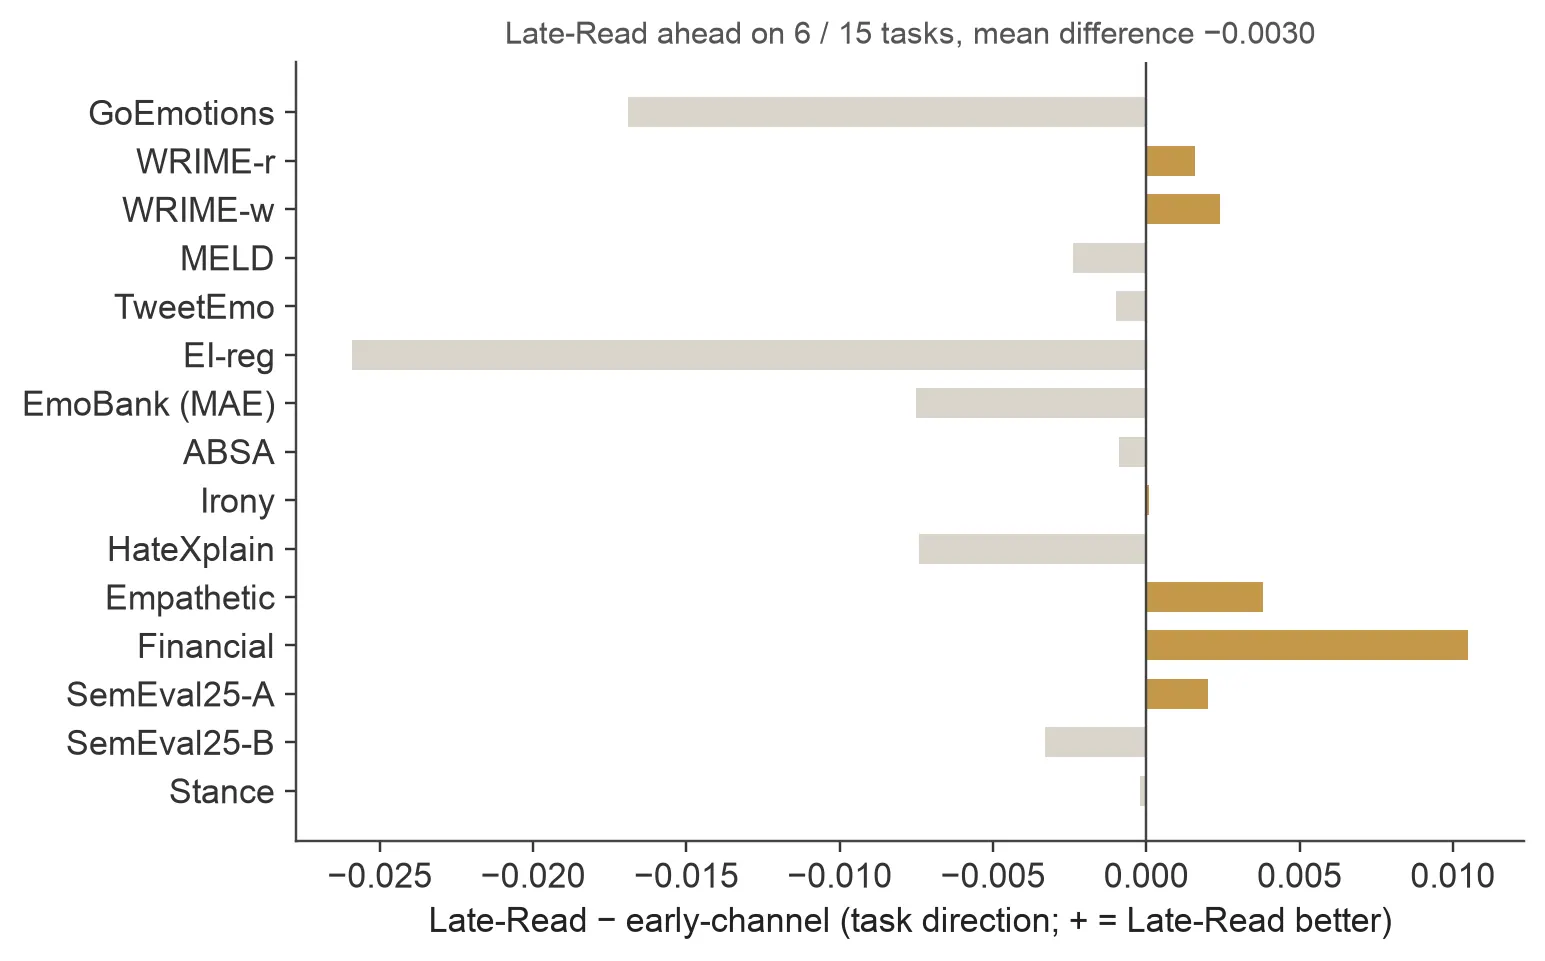 Late-Read ahead on 6 / 15 tasks, mean difference −0.0030
GoEmotions
WRIME-r
WRIME-w
MELD
TweetEmo
EI-reg
EmoBank (MAE)
ABSA
Irony
HateXplain
Empathetic
Financial
SemEval25-A
SemEval25-B
Stance
−0.025 −0.020 −0.015 −0.010 −0.005 0.000 0.005 0.010
Late-Read − early-channel (task direction; + = Late-Read better)